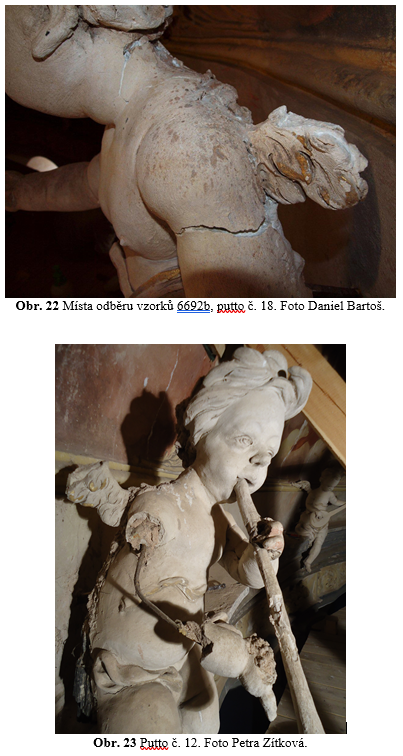 Obr. 22 Místa odběru vzorků 6692b, putto č. 18. Foto Daniel Bartoš.
Obr. 23 Putto č. 12. Foto Petra Zítková.